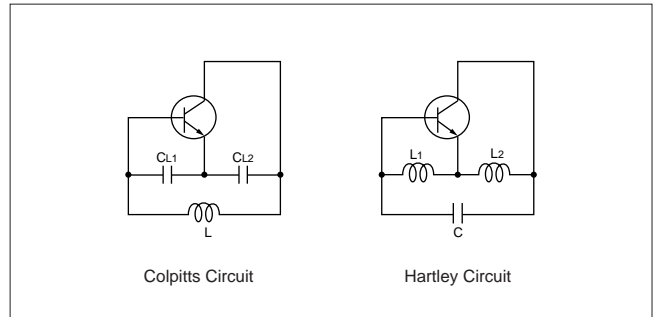 CL1 CL2
L
Colpitts Circuit
L1 L2
C
Hartley Circuit